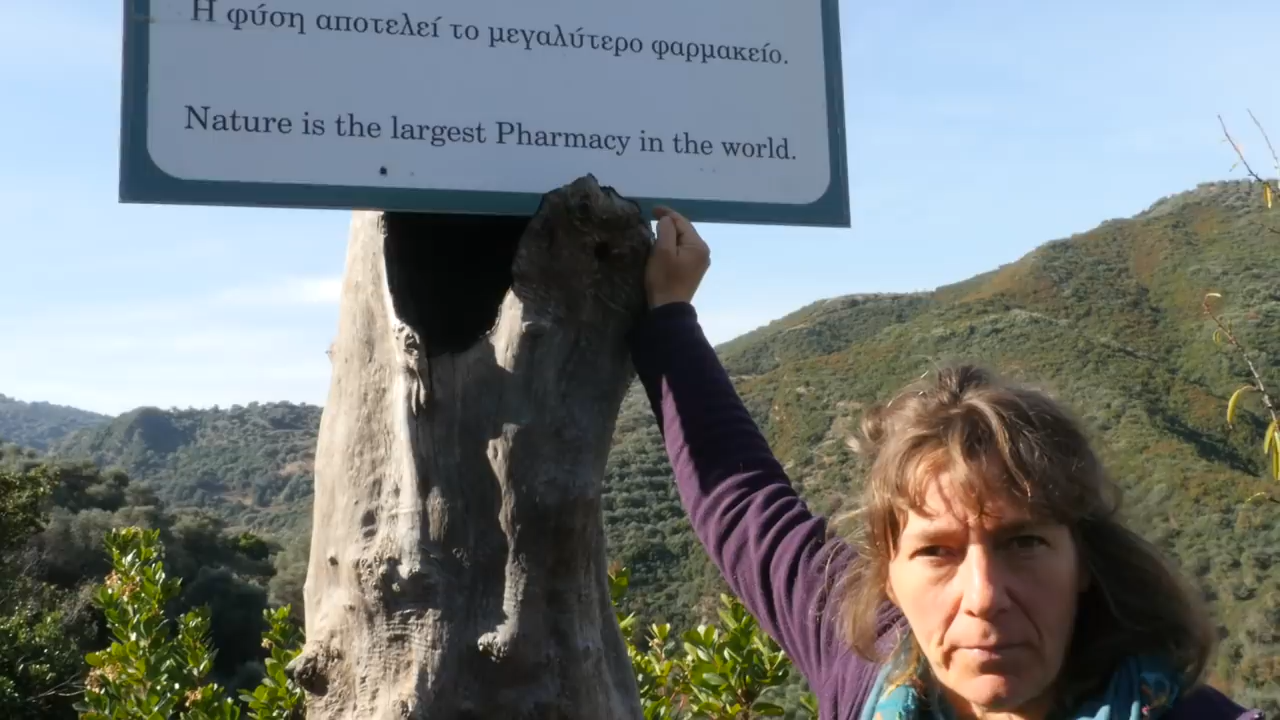 Η φύση αποτελεί το μεγαλύτερο φαρμακείο.
Nature is the largest Pharmacy in the world.